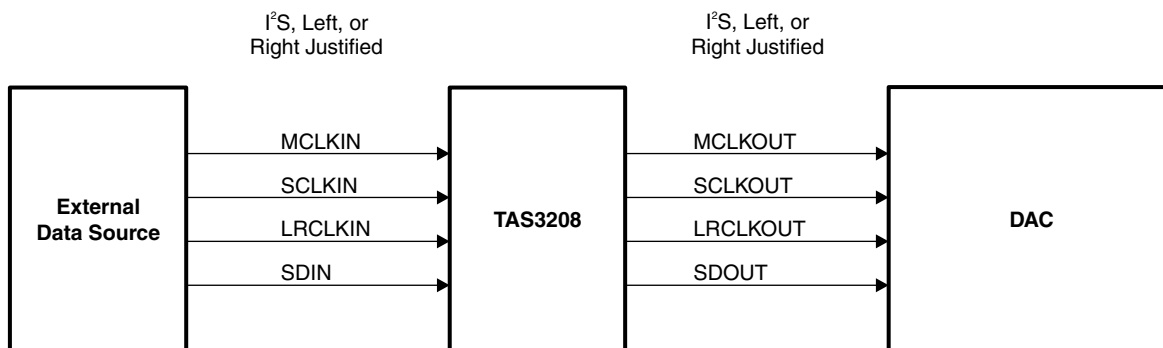 I²S, Left, or
Right Justified
I²S, Left, or
Right Justified
External
Data Source
MCLKIN
SCLKIN
LRCLKIN
SDIN
TAS3208
MCLKOUT
SCLKOUT
LRCLKOUT
SDOUT
DAC